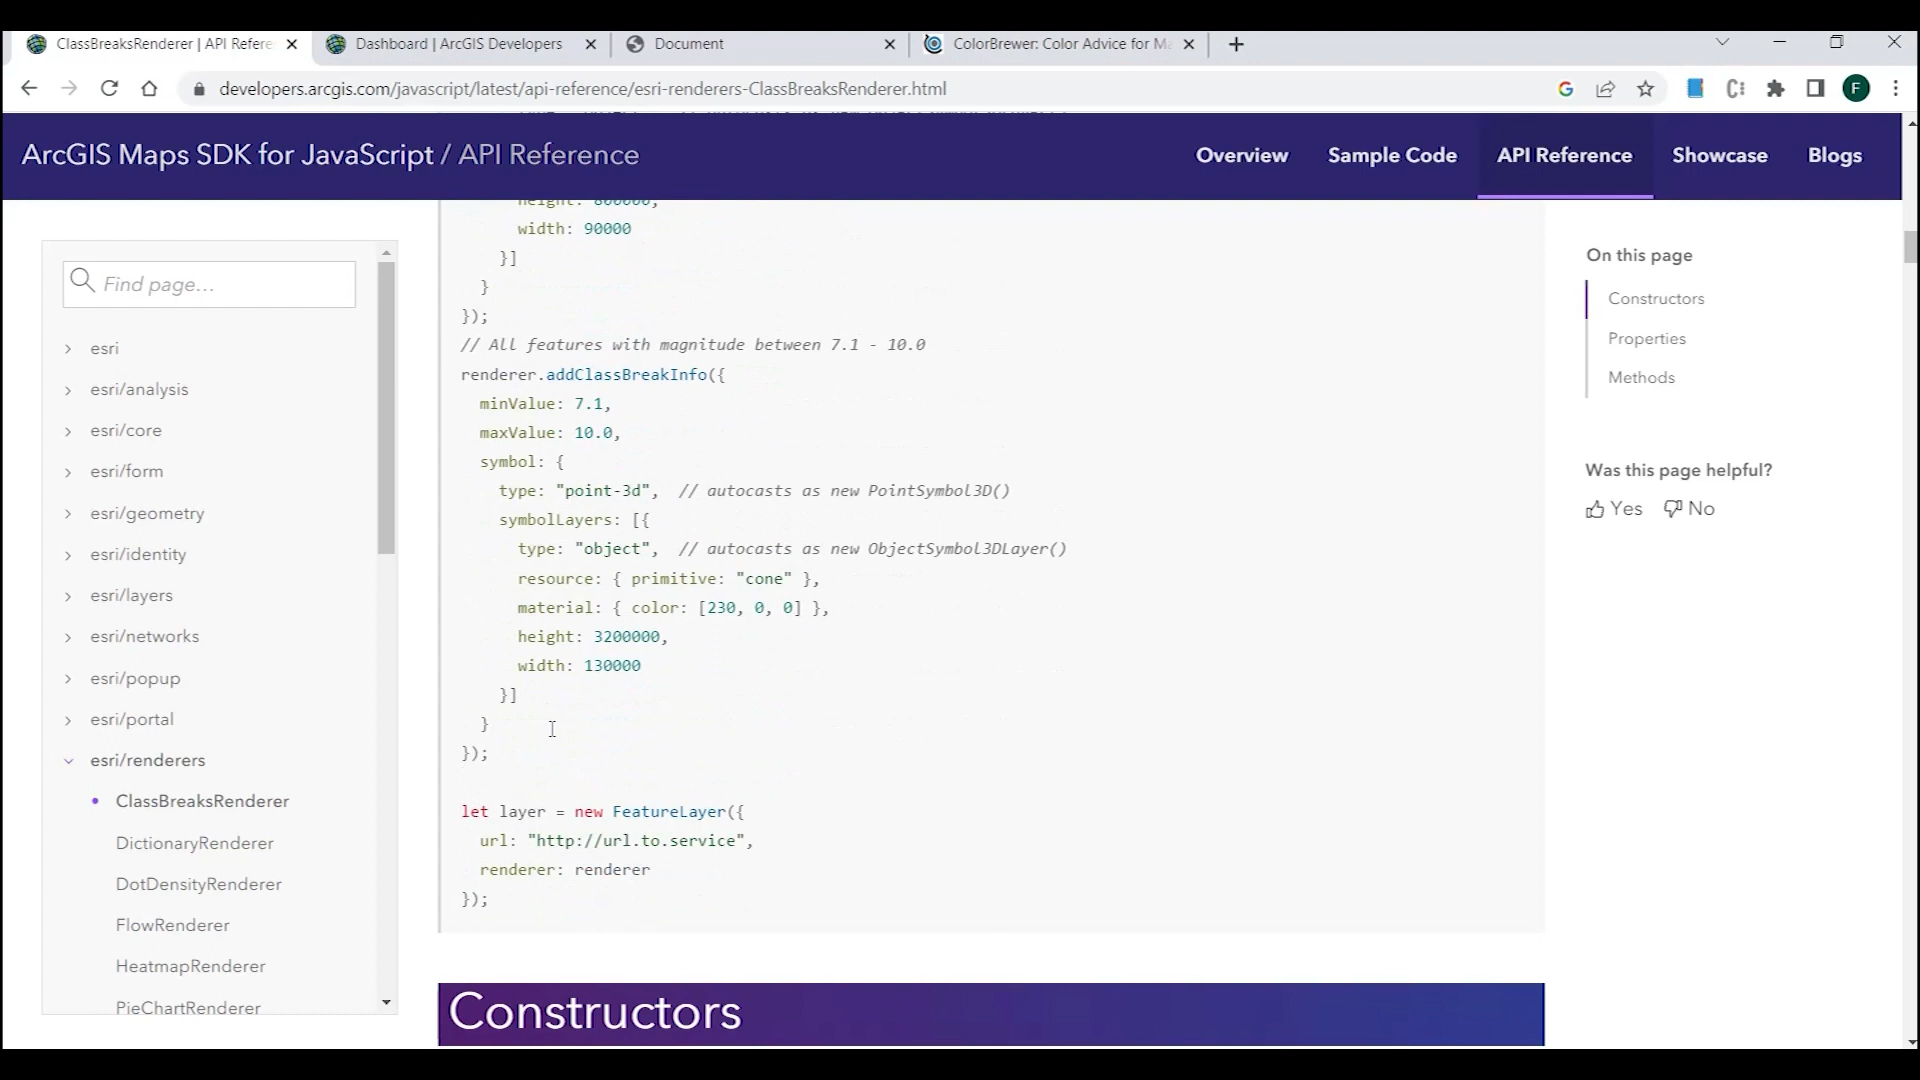 ClassBreaksRenderer | API Refere
Dashboard | ArcGIS Developers
Document
ColorBrewer: Color Advice for Ma
developers.arcgis.com/javascript/latest/api-reference/esri-renderers-ClassBreaksRenderer.html
F
ArcGIS Maps SDK for JavaScript / API Reference
Overview
Sample Code
API Reference
Showcase
Blogs
Find page...
esri
esri/analysis
esri/core
esri/form
esri/geometry
esri/identity
esri/layers
esri/networks
esri/popup
esri/portal
esri/renderers
ClassBreaksRenderer
DictionaryRenderer
DotDensityRenderer
FlowRenderer
HeatmapRenderer
PieChartRenderer
height: 800000,
width: 90000
}]
}
});
// All features with magnitude between 7.1 - 10.0
renderer.addClassBreakInfo({
minValue: 7.1,
maxValue: 10.0,
symbol: {
type: "point-3d", // autocasts as new PointSymbol3D()
symbolLayers: [{
type: "object", // autocasts as new ObjectSymbol3DLayer()
resource: { primitive: "cone" },
material: { color: [230, 0, 0] },
height: 3200000,
width: 130000
}]
}
});
let layer = new FeatureLayer({
url: "http://url.to.service",
renderer: renderer
});
Constructors
On this page
Constructors
Properties
Methods
Was this page helpful?
Yes No